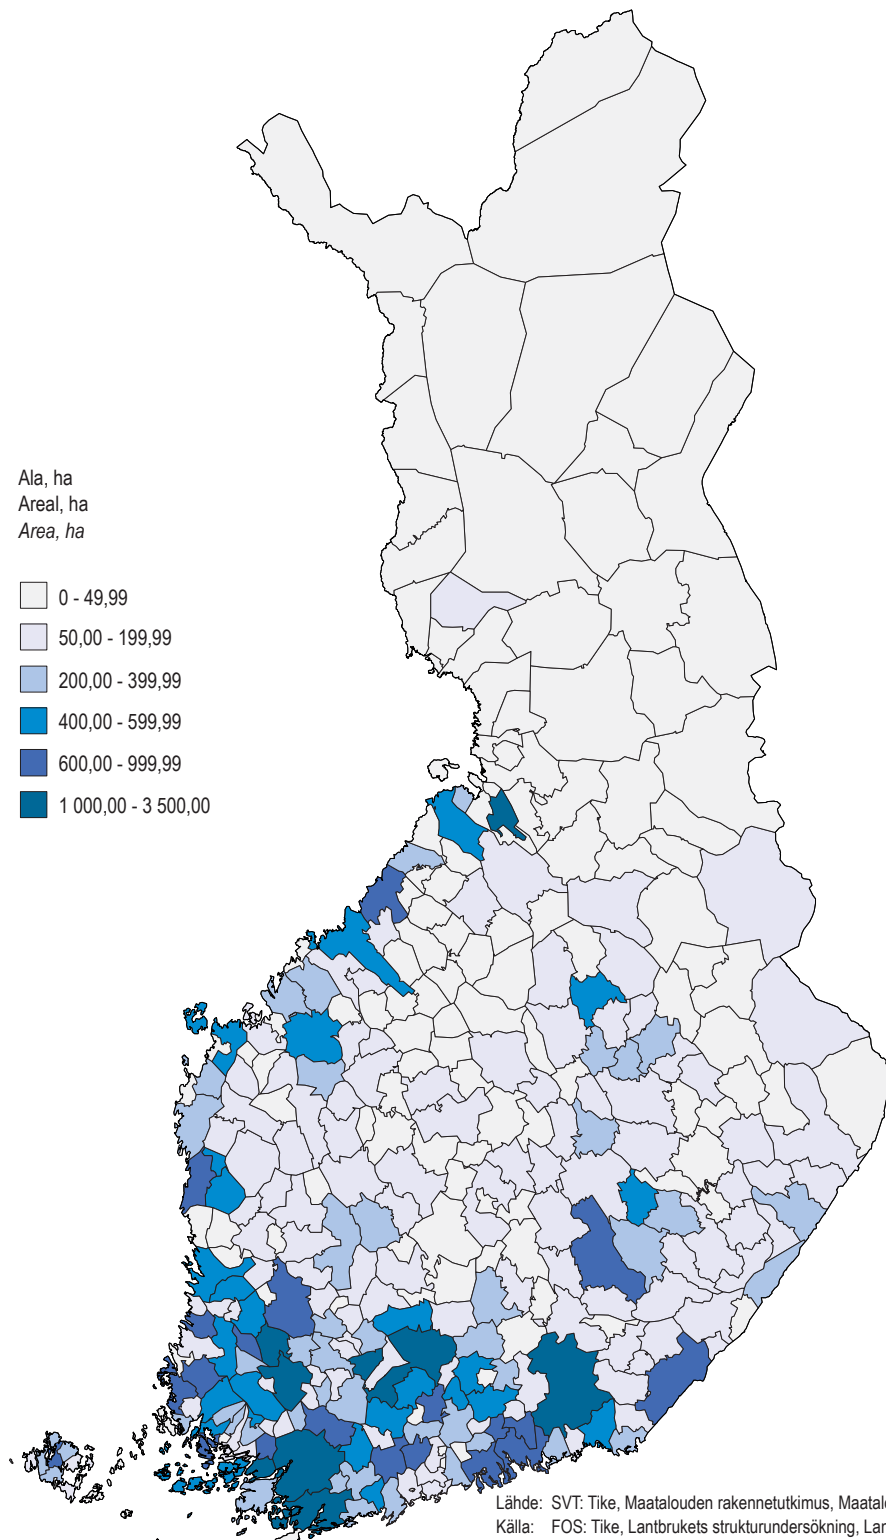 Ala, ha
Areal, ha
Area, ha
0 - 49,99
50,00 - 199,99
200,00 - 399,99
400,00 - 599,99
600,00 - 999,99
1 000,00 - 3 500,00
Lähde: SVT: Tike, Maatalouden rakennetutkimus,
Källa: FOS: Tike, Lantbrukets strukturundersökning,